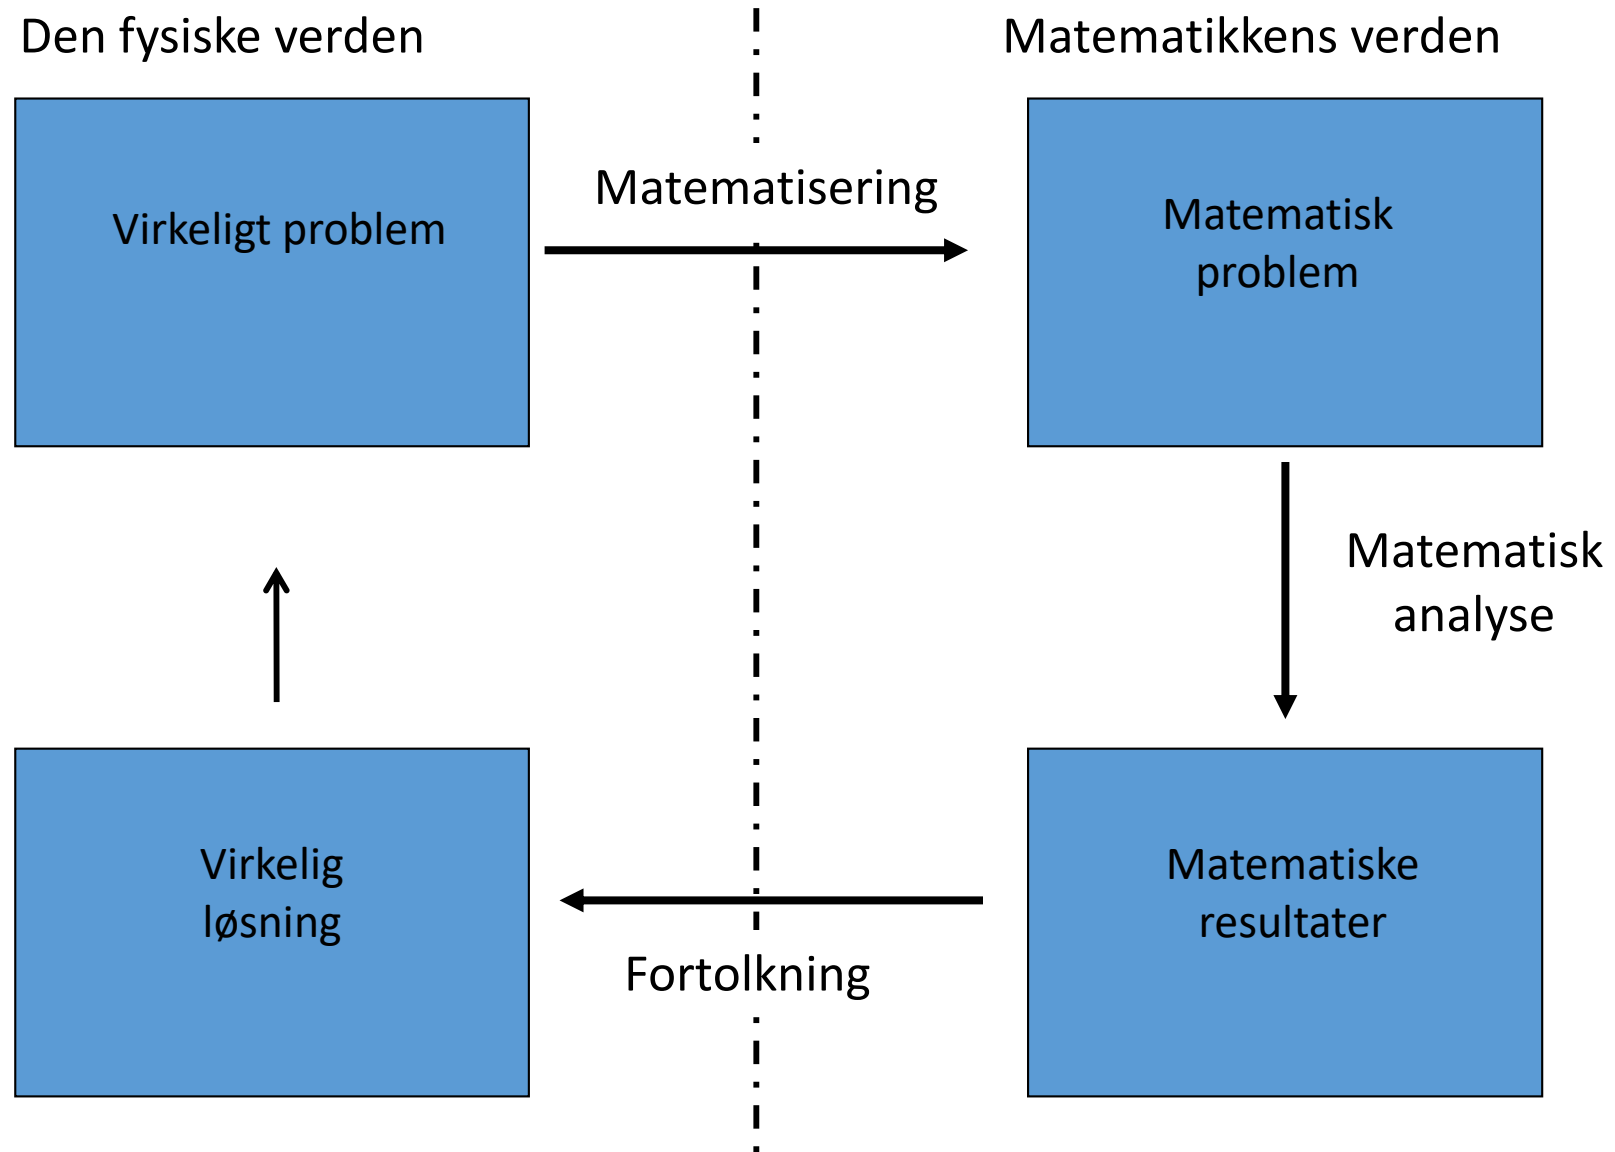 Den fysiske verden
Matematikkens verden
Virkeligt problem
Matematisering
Matematisk
problem
Matematisk
analyse
Virkelig
løsning
Fortolkning
Matematiske
resultater